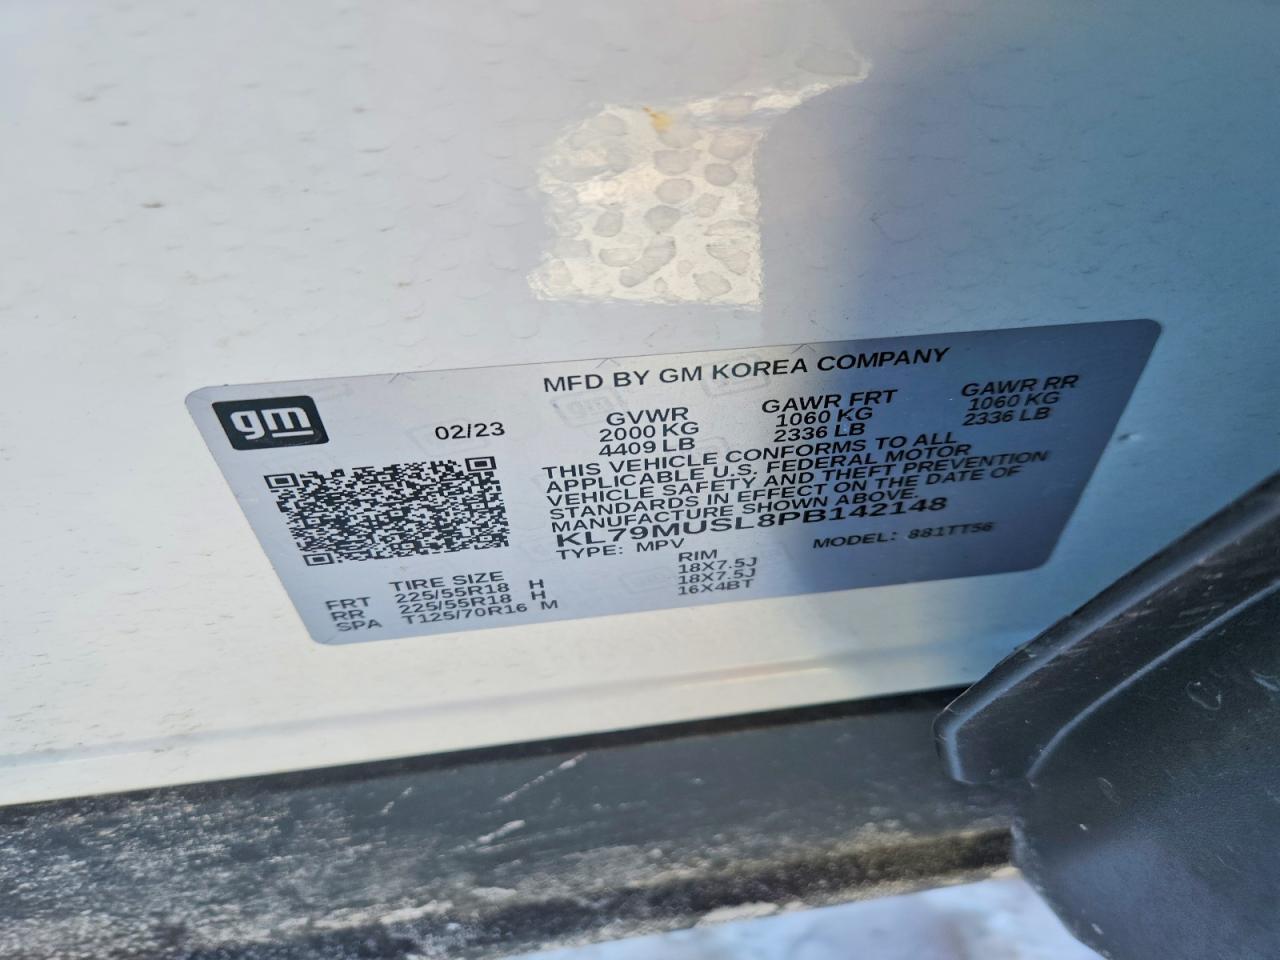 MFD BY GM KOREA COMPANY
gm
02/23
GVWR GAWR FRT GAWR RR
2000 KG 1060 KG 1060 KG
4409 LB 2336 LB 2336 LB
THIS VEHICLE CONFORMS TO ALL
APPLICABLE U.S. FEDERAL MOTOR
VEHICLE SAFETY AND THEFT PREVENTION
STANDARDS IN EFFECT ON THE DATE OF
MANUFACTURE SHOWN ABOVE.
KL79MUSL8PB142148
TYPE: MPV MODEL: 881TT56
TIRE SIZE RIM
FRT 225/55R18 H 18X7.5J
RR 225/55R18 H 18X7.5J
SPA T125/70R16 M 16X4BT